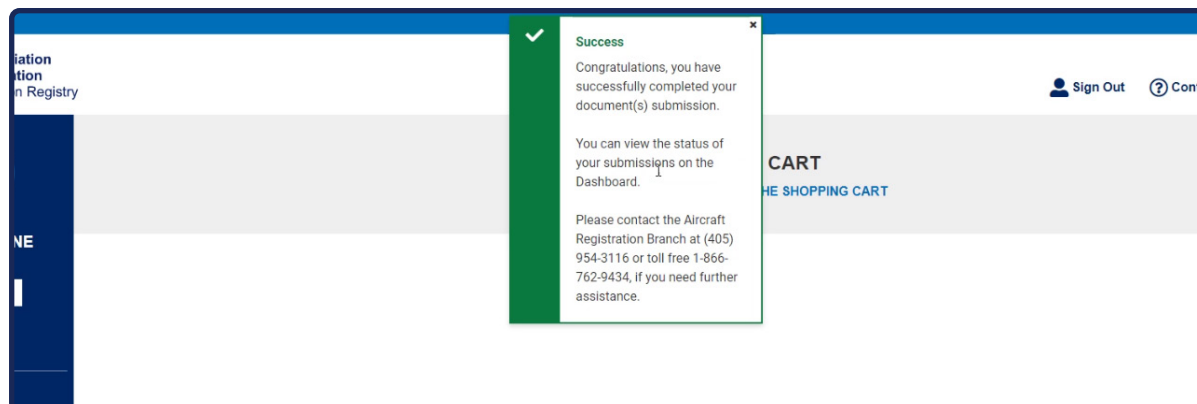 iation
tion
n Registry
Sign Out
Con
NE
CART
HE SHOPPING CART
Success
Congratulations, you have
successfully completed your
document(s) submission.
You can view the status of
your submissions on the
Dashboard.
Please contact the Aircraft
Registration Branch at (405)
954-3116 or toll free 1-866-
762-9434, if you need further
assistance.